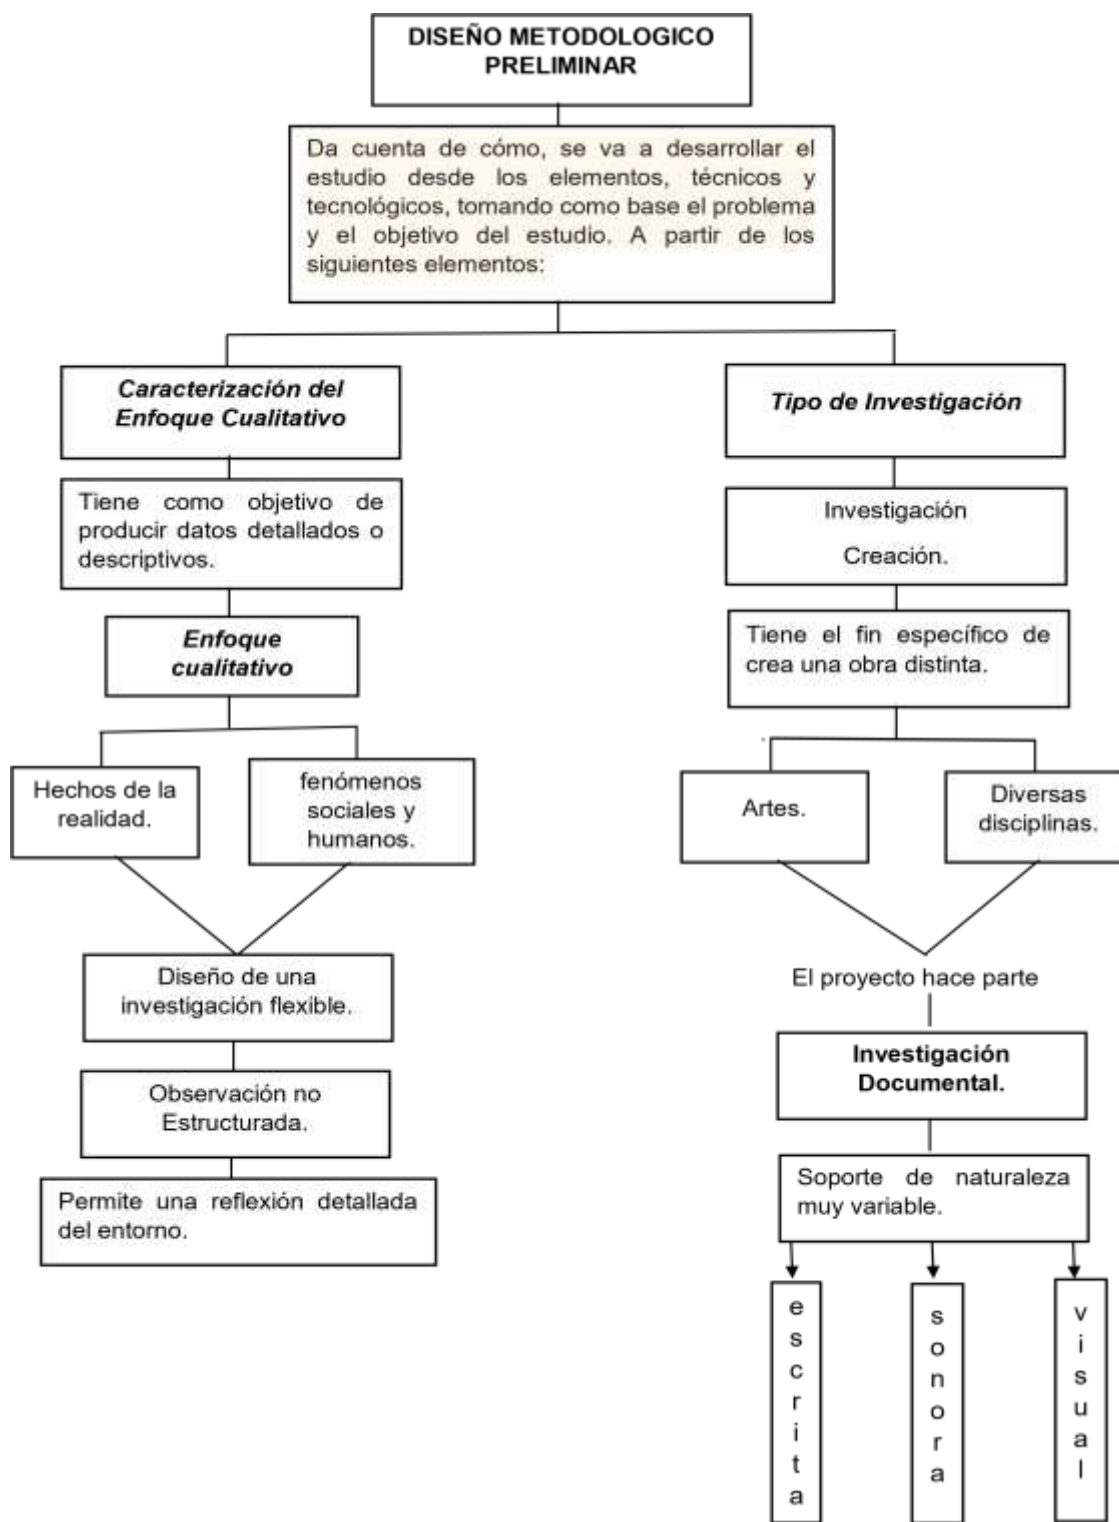 DISEÑO METODOLOGICO
PRELIMINAR
Da cuenta de cómo, se va a desarrollar el
estudio desde los elementos, técnicos y
tecnológicos, tomando como base el problema
y el objetivo del estudio. A partir de los
siguientes elementos:
Caracterización del
Enfoque Cualitativo
Tiene como objetivo de
producir datos detallados o
descriptivos.
Enfoque
cualitativo
Hechos de la
realidad.
fenómenos
sociales y
humanos.
Diseño de una
investigación flexible.
Observación no
Estructurada.
Permite una reflexión detallada
del entorno.
Tipo de Investigación
Investigación
Creación.
Tiene el fin específico de
crea una obra distinta.
Artes.
Diversas
disciplinas.
El proyecto hace parte
Investigación
Documental.
Soporte de naturaleza
muy variable.
escrita
sonora
visual